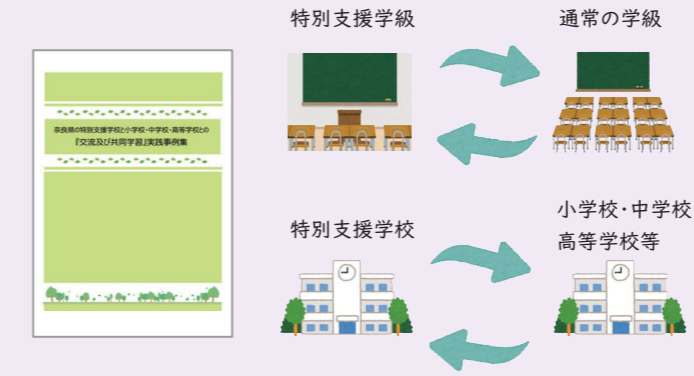 奈良県の特別支援学校と小学校・中学校・高等学校との
『交流及び共同学習』実践事例集
特別支援学級
通常の学級
特別支援学校
小学校・中学校
高等学校等